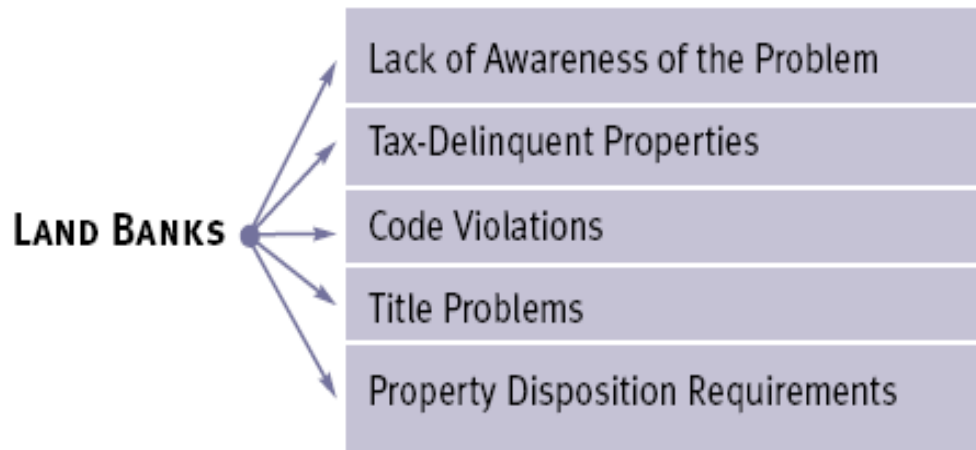 Lack of Awareness of the Problem
Tax-Delinquent Properties
LAND BANKS
Code Violations
Title Problems
Property Disposition Requirements